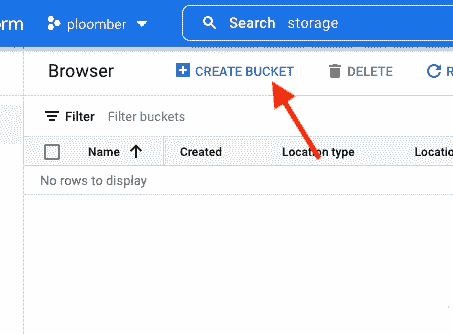 orm ploomber Search storage
Browser CREATE BUCKET DELETE R
Filter Filter buckets
Name Created Location type Locatio
No rows to display